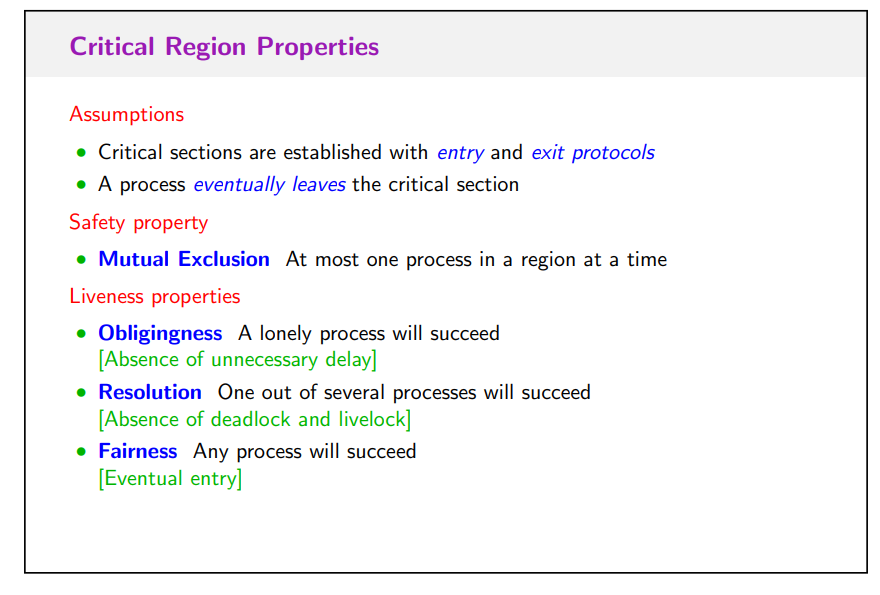 Critical Region Properties
Assumptions
• Critical sections are established with entry and exit protocols
• A process eventually leaves the critical section
Safety property
• Mutual Exclusion At most one process in a region at a time
Liveness properties
• Obligingness A lonely process will succeed
[Absence of unnecessary delay]
• Resolution One out of several processes will succeed
[Absence of deadlock and livelock]
• Fairness Any process will succeed
[Eventual entry]